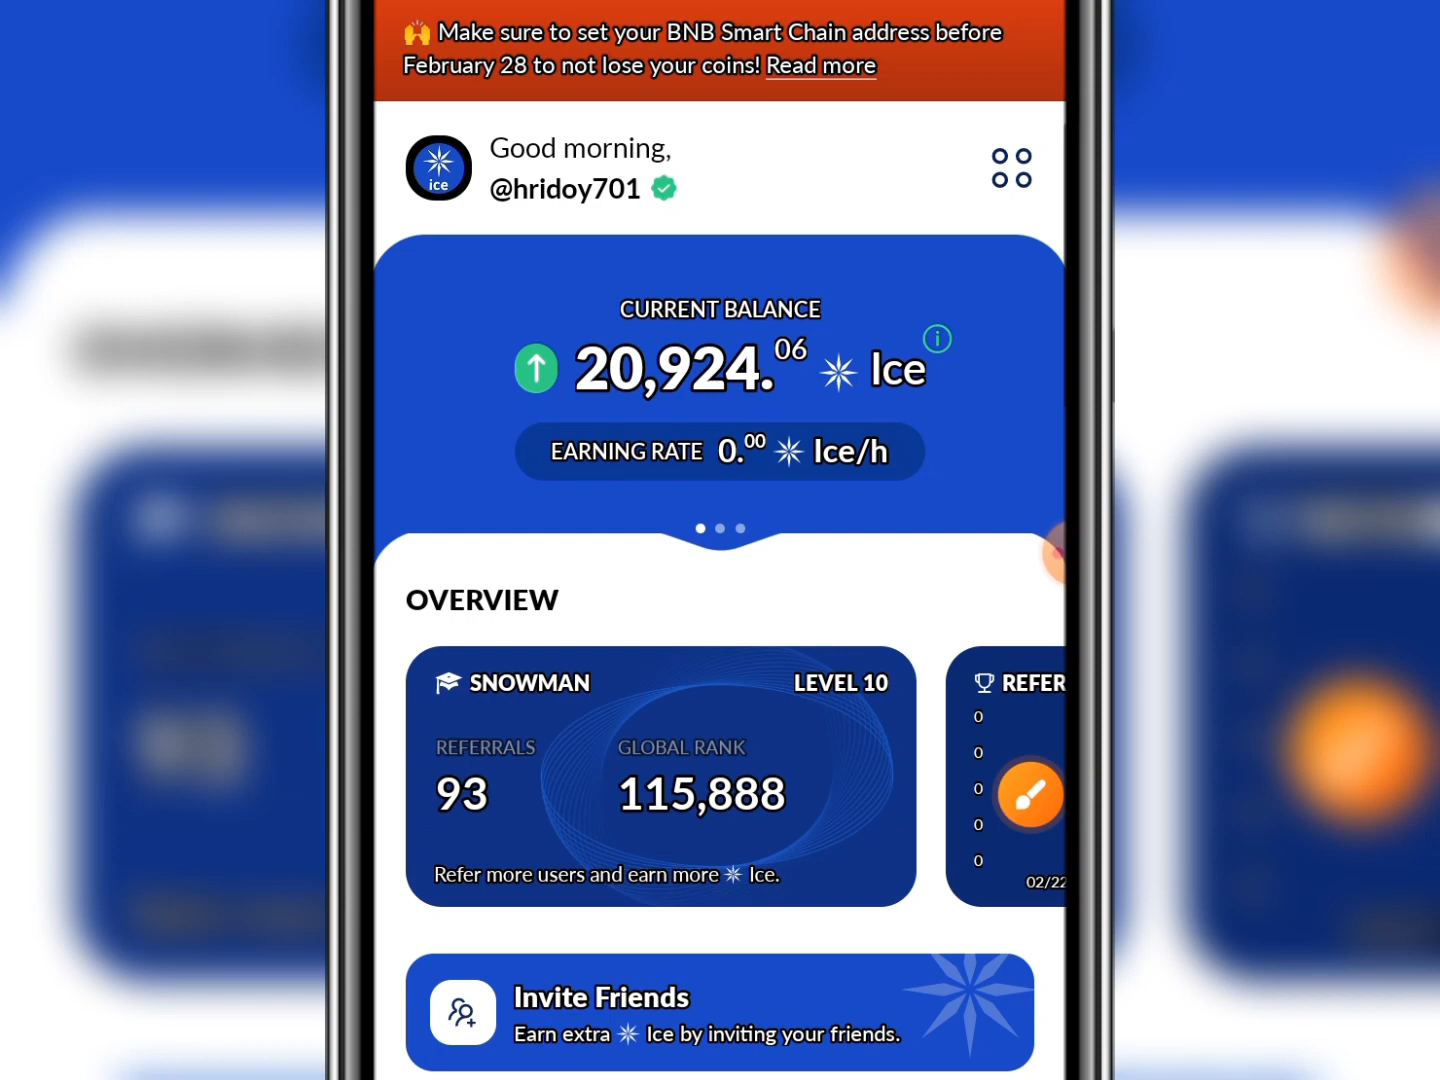 🙌 Make sure to set your BNB Smart Chain address before
February 28 to not lose your coins! Read more
ice
Good morning,
@hridoy701
CURRENT BALANCE
20,924.06 Ice
EARNING RATE 0.00 Ice/h
OVERVIEW
SNOWMAN LEVEL 10
REFERRALS GLOBAL RANK
93 115,888
Refer more users and earn more Ice.
REFER
0
0
0
0
0
02/22
Invite Friends
Earn extra Ice by inviting your friends.